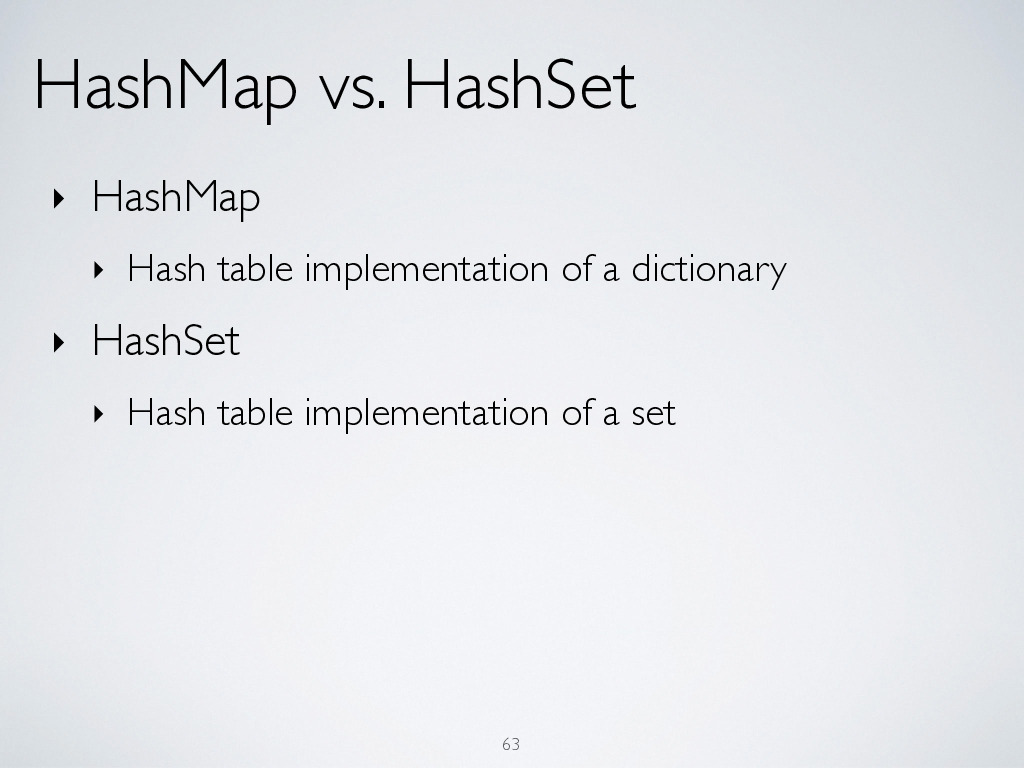 HashMap vs. HashSet
‣ HashMap
‣ Hash table implementation of a dictionary
‣ HashSet
‣ Hash table implementation of a set
63